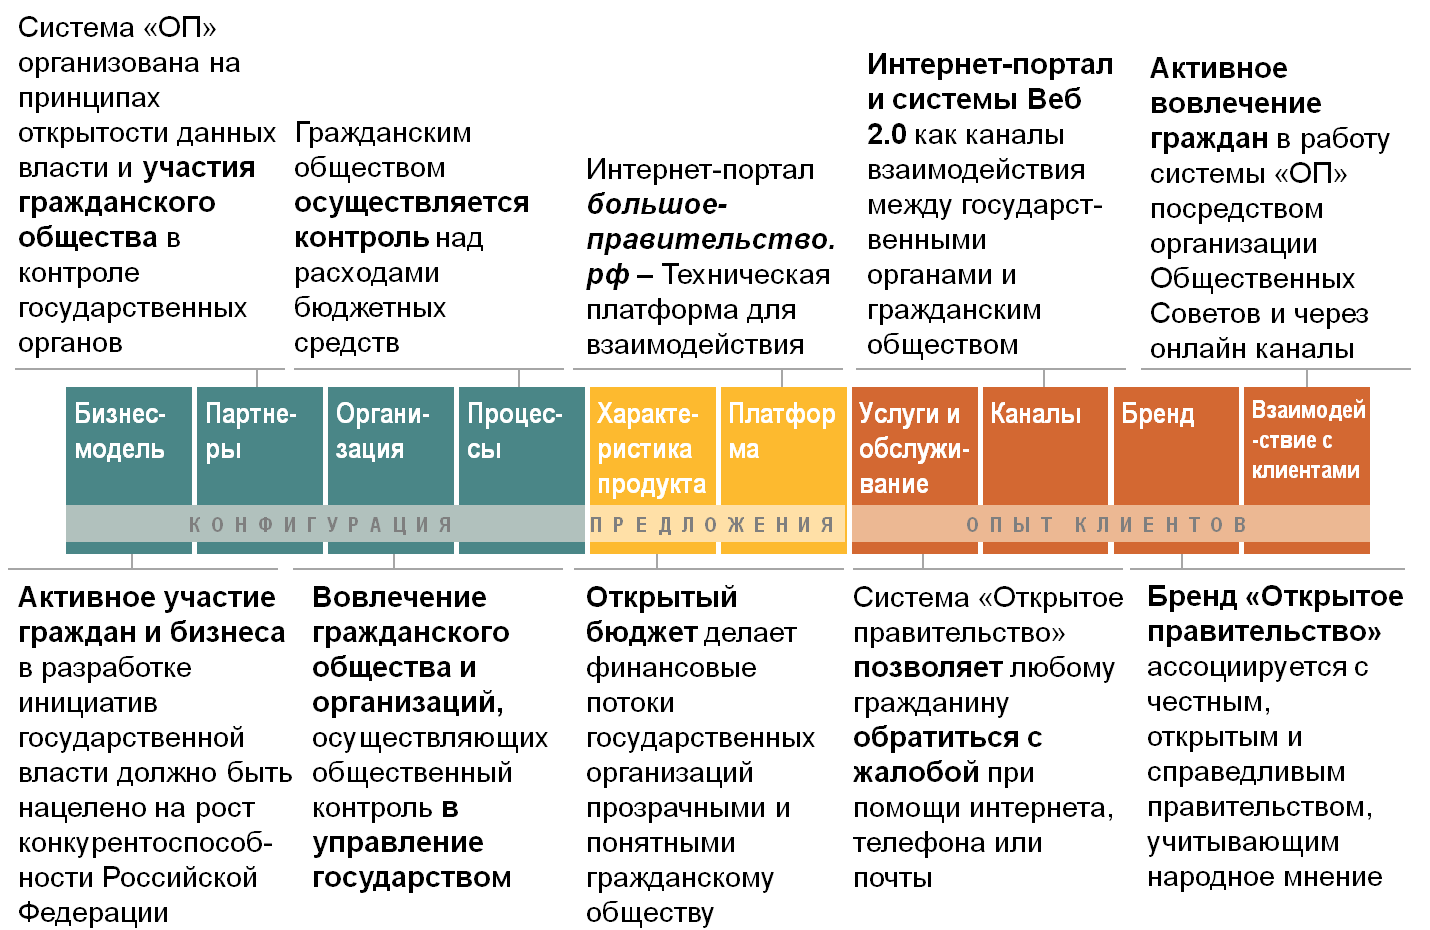 Система «ОП»
организована на
принципах
открытости данных
власти и участия
гражданского
общества в
контроле
государственных
органов
Гражданским
обществом
осуществляется
контроль над
расходами
бюджетных
средств
Интернет-портал
большое-
правительство.
рф – Техническая
платформа для
взаимодействия
Интернет-портал
и системы Веб
2.0 как каналы
взаимодействия
между государст-
венными
органами и
гражданским
обществом
Активное
вовлечение
граждан в работу
системы «ОП»
посредством
организации
Общественных
Советов и через
онлайн каналы
Бизнес-
модель
Партне-
ры
Органи-
зация
Процес-
сы
Характе-
ристика
продукта
Платфор
ма
Услуги и
обслужи-
вание
Каналы
Бренд
Взаимодей
-ствие с
клиентами
КОНФИГУРАЦИЯ
ПРЕДЛОЖЕНИЯ
ОПЫТ КЛИЕНТОВ
Активное участие
граждан и бизнеса
в разработке
инициатив
государственной
власти должно быть
нацелено на рост
конкурентоспособ-
ности Российской
Федерации
Вовлечение
гражданского
общества и
организаций,
осуществляющих
общественный
контроль в
управление
государством
Открытый
бюджет делает
финансовые
потоки
государственных
организаций
прозрачными и
понятными
гражданскому
обществу
Система «Открытое
правительство»
позволяет любому
гражданину
обратиться с
жалобой при
помощи интернета,
телефона или
почты
Бренд «Открытое
правительство»
ассоциируется с
честным,
открытым и
справедливым
правительством,
учитывающим
народное мнение